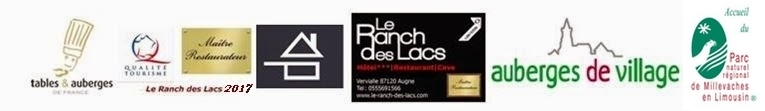 tables & auberges
DE FRANCE
QUALITÉ
TOURISME
Maître
Restaurateur
Le Ranch des Lacs 2017
Le
Ranch
des Lacs
Hôtel***|Restaurant|Cave
Vervialle 87120 Augne
Tel : 0555691566
www.le-ranch-des-lacs.com
Maître
Restaurateur
auberges de village
Accueil
du
Parc
naturel
régional
de Millevaches
en Limousin